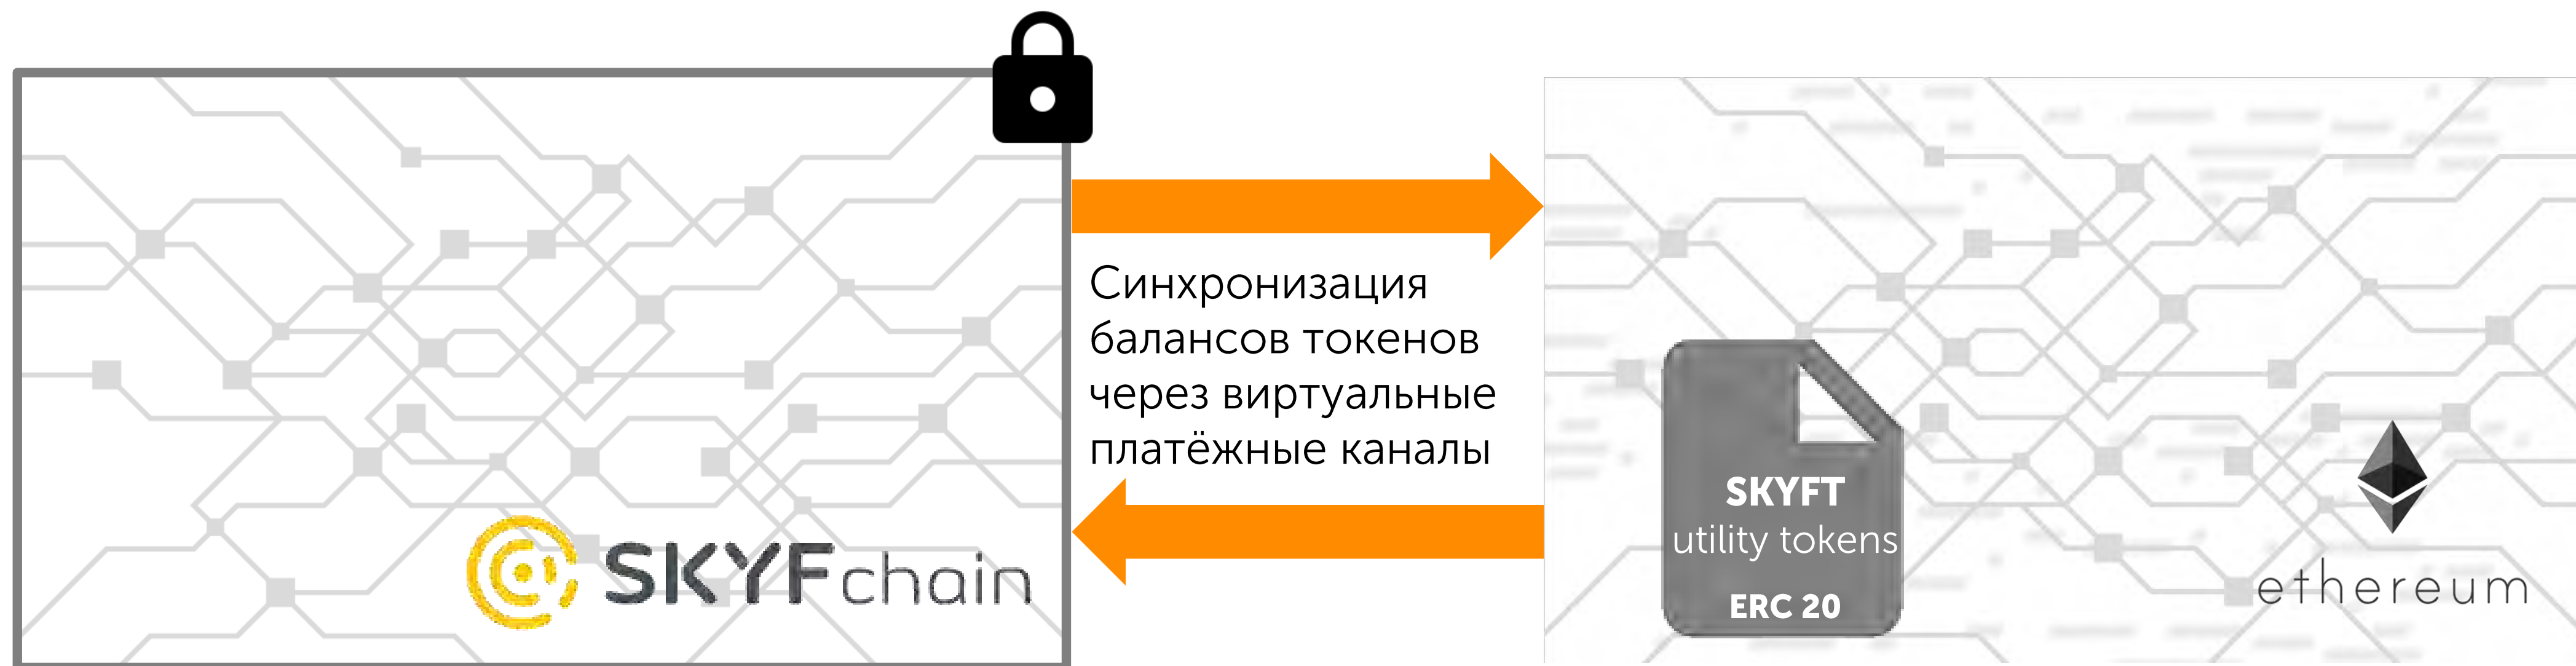 SKYFchain
Синхронизация
балансов токенов
через виртуальные
платёжные каналы
SKYFT
utility tokens
ERC 20
ethereum